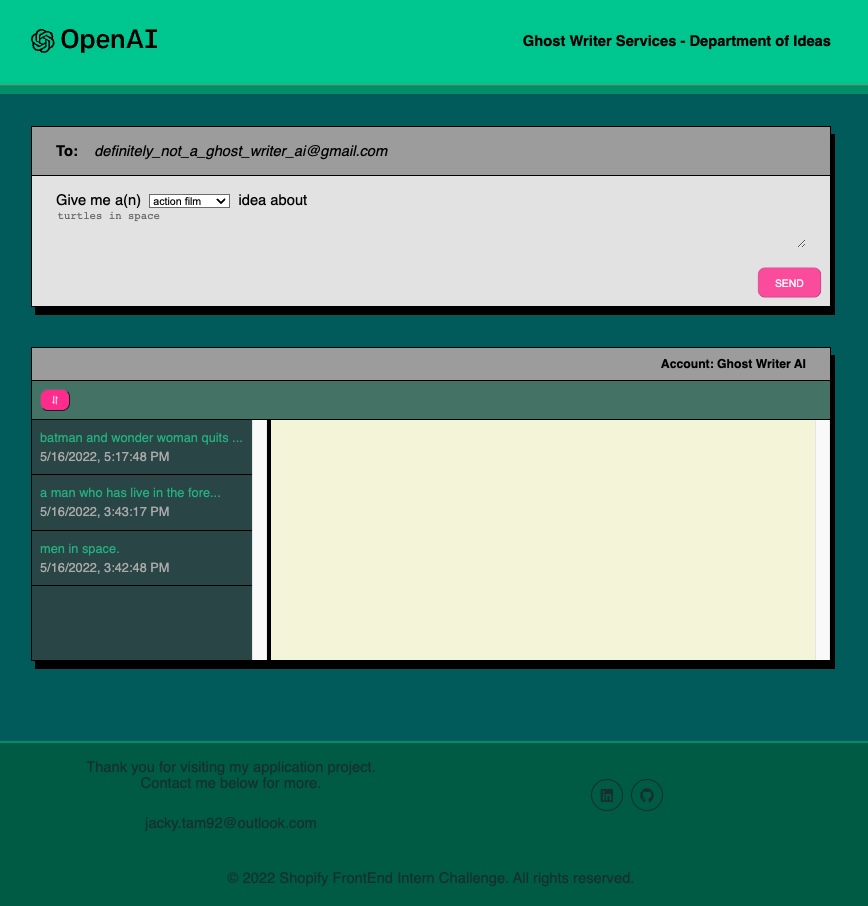 OpenAI
Ghost Writer Services - Department of Ideas
To: definitely_not_a_ghost_writer_ai@gmail.com
Give me a(n) action film idea about
turtles in space
SEND
Account: Ghost Writer AI
batman and wonder woman quits ...
5/16/2022, 5:17:48 PM
a man who has live in the fore...
5/16/2022, 3:43:17 PM
men in space.
5/16/2022, 3:42:48 PM
Thank you for visiting my application project.
Contact me below for more.
jacky.tam92@outlook.com
© 2022 Shopify FrontEnd Intern Challenge. All rights reserved.